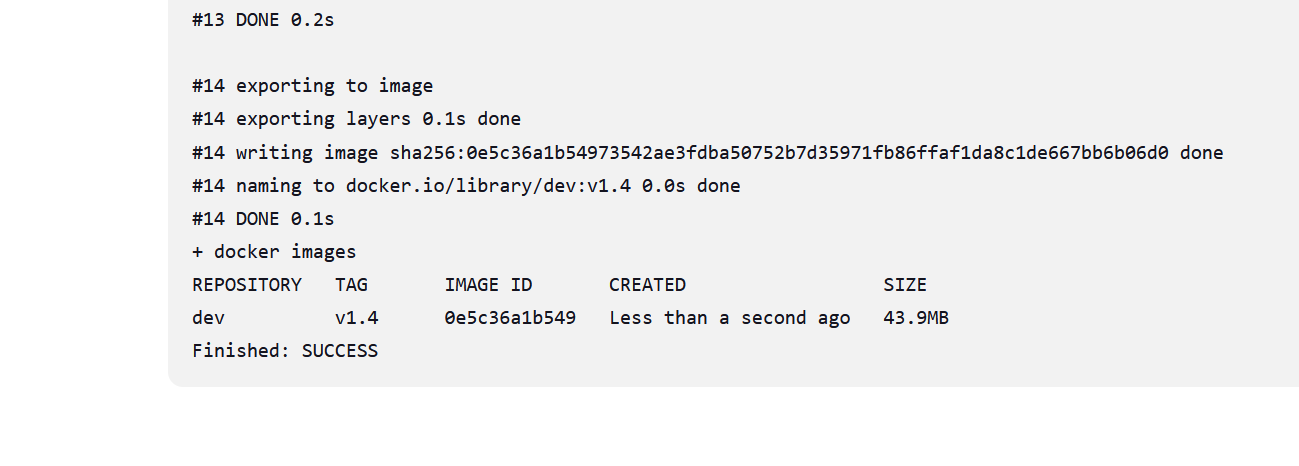 #13 DONE 0.2s
#14 exporting to image
#14 exporting layers 0.1s done
#14 writing image sha256:0e5c36a1b54973542ae3fdba50752b7d35971fb86ffaf1da8c1de667bb6b06d0 done
#14 naming to docker.io/library/dev:v1.4 0.0s done
#14 DONE 0.1s
+ docker images
REPOSITORY   TAG       IMAGE ID       CREATED                  SIZE
dev          v1.4      0e5c36a1b549   Less than a second ago   43.9MB
Finished: SUCCESS